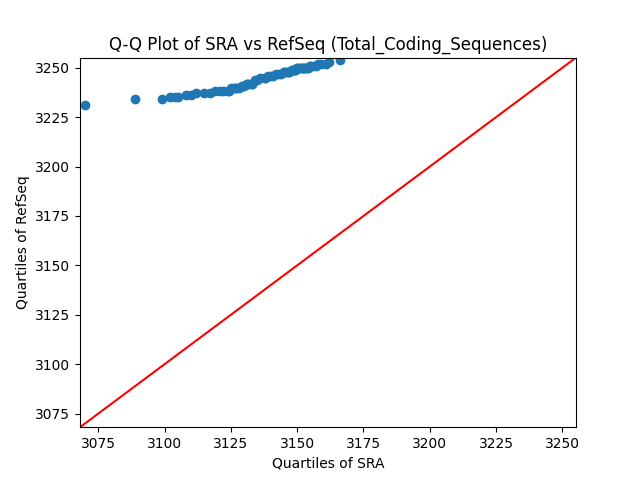 Q-Q Plot of SRA vs RefSeq (Total_Coding_Sequences)
3250
3225
3200
3175
3150
3125
3100
3075
Quartiles of RefSeq
3075 3100 3125 3150 3175 3200 3225 3250
Quartiles of SRA